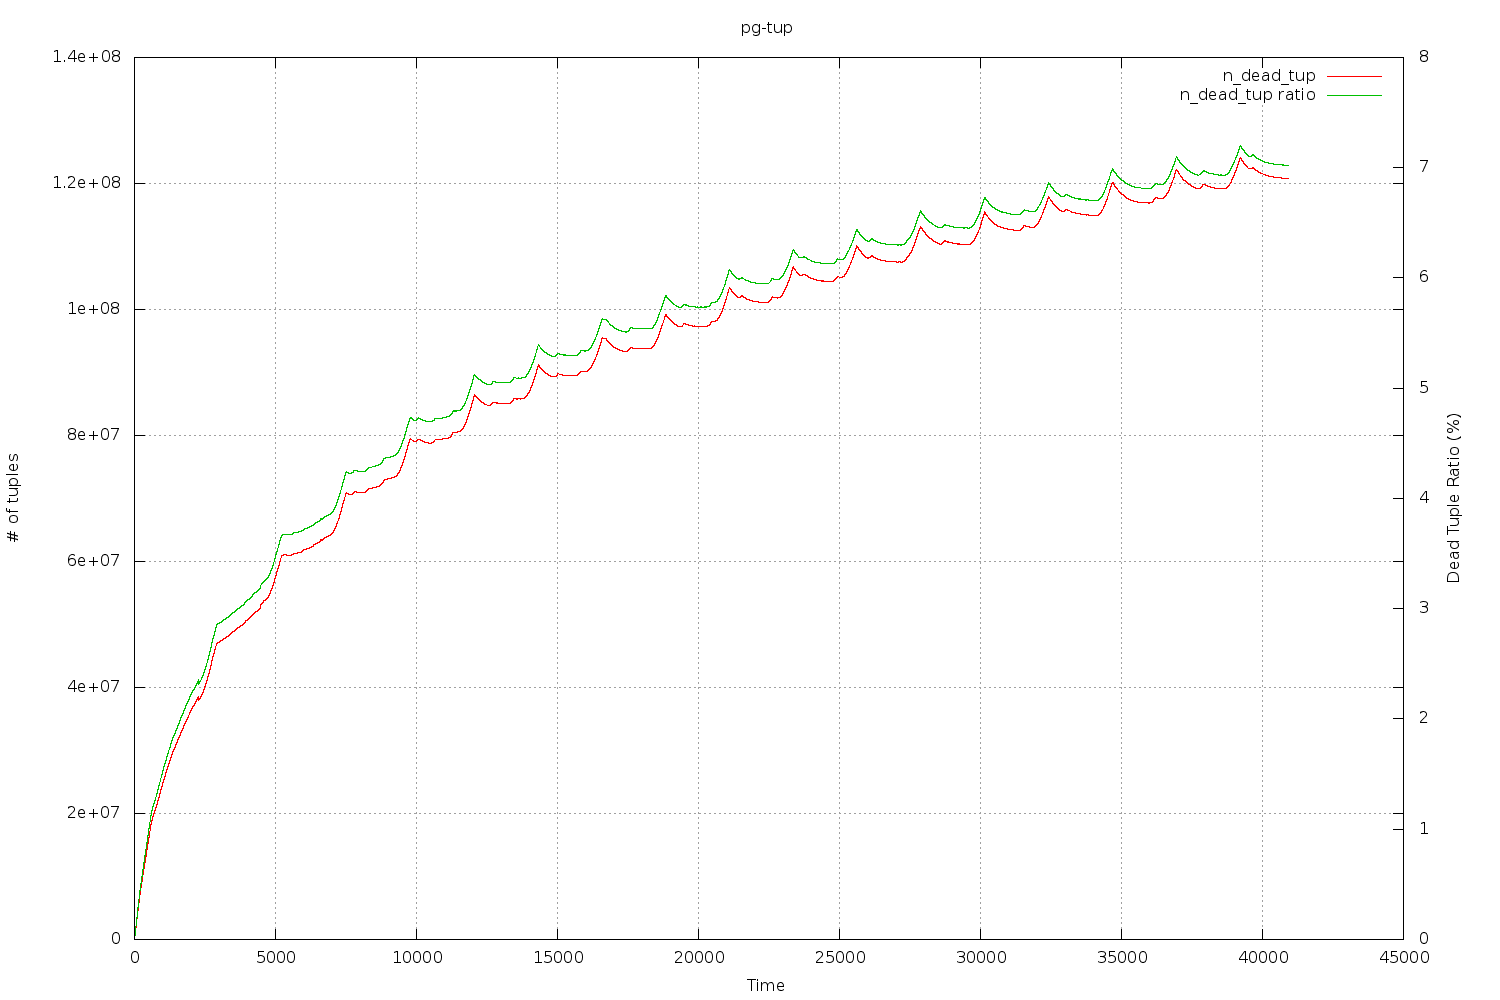 pg-tup
n_dead_tup
n_dead_tup ratio
1.4e+08
1.2e+08
1e+08
8e+07
6e+07
4e+07
2e+07
0
# of tuples
8
7
6
5
4
3
2
1
0
Dead Tuple Ratio (%)
0 5000 10000 15000 20000 25000 30000 35000 40000 45000
Time